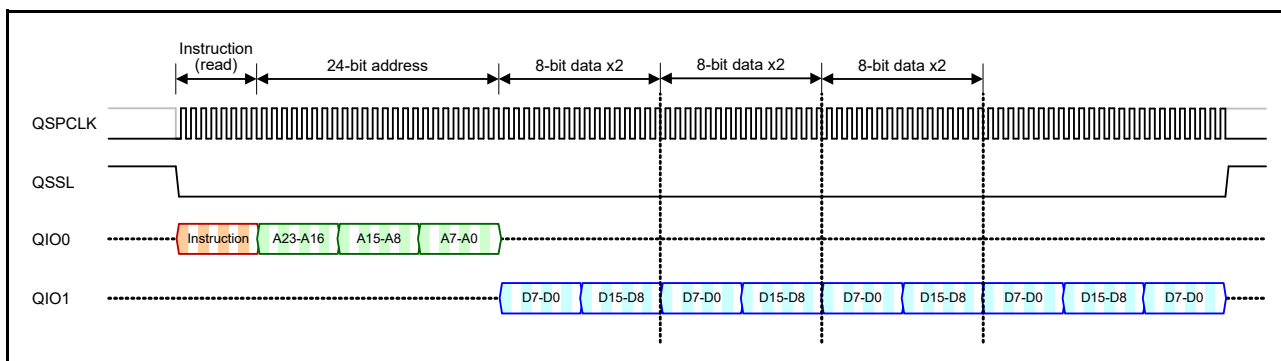 Instruction
(read)
24-bit address
8-bit data x2
8-bit data x2
8-bit data x2
QSPCLK
QSSL
QIO0
Instruction
A23-A16
A15-A8
A7-A0
QIO1
D7-D0
D15-D8
D7-D0
D15-D8
D7-D0
D15-D8
D7-D0
D15-D8
D7-D0